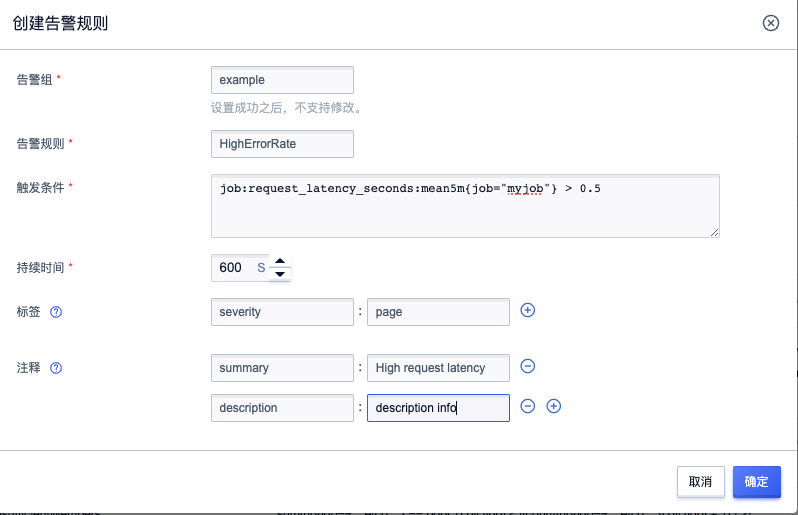 创建告警规则
告警组 * example
设置成功之后，不支持修改。
告警规则 * HighErrorRate
触发条件 * job:request_latency_seconds:mean5m{job="myjob"} > 0.5
持续时间 * 600 S
标签 severity : page
注释 summary : High request latency
description : description info
取消 确定